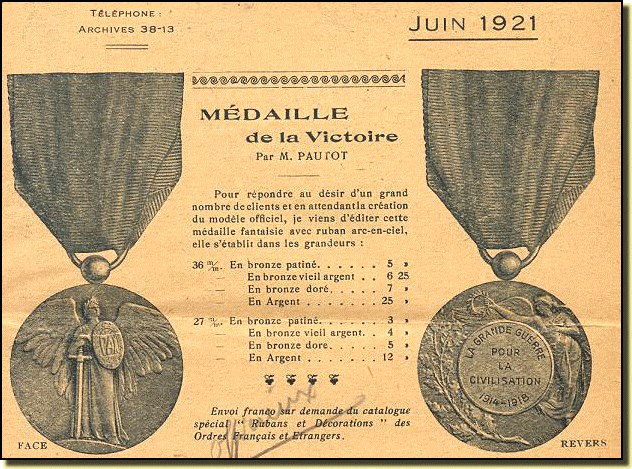 TÉLÉPHONE :
ARCHIVES 38-13
JUIN 1921
MÉDAILLE
de la Victoire
Par M. PAUTOT
Pour répondre au désir d'un grand
nombre de clients et en attendant la création
du modèle officiel, je viens d'éditer cette
médaille fantaisie avec ruban arc-en-ciel,
elle s'établit dans les grandeurs :
36 m/m. En bronze patiné. . . . . . 5 »
— En bronze vieil argent . . 6 25
— En bronze doré. . . . . 7 »
— En Argent . . . . . . . 25 »
27 m/m. En bronze patiné. . . . . . 3 »
— En bronze vieil argent. . 4 »
— En bronze dore. . . . . 5 »
— En Argent . . . . . . . 12 »
Envoi franco sur demande du catalogue
spécial " Rubans et Décorations " des
Ordres Français et Etrangers.
FACE
LA GRANDE GUERRE
POUR
LA
CIVILISATION
1914-1918
REVERS